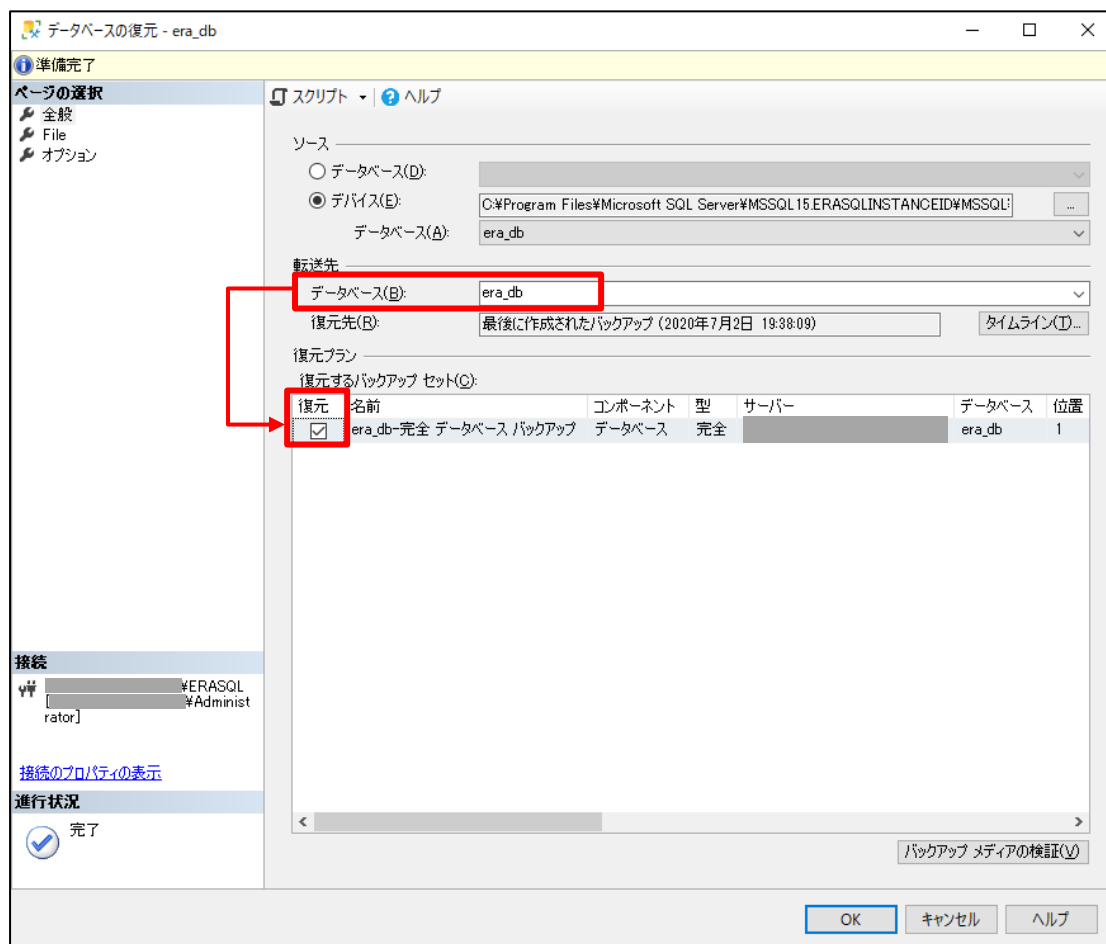 データベースの復元 - era_db
準備完了
ページの選択
全般
File
オプション
スクリプト
ヘルプ
ソース
データベース(D):
デバイス(E):
C:¥Program Files¥Microsoft SQL Server¥MSSQL15.ERASQLINSTANCEID¥MSSQL
...
データベース(A):
era_db
転送先
データベース(B):
era_db
復元先(R):
最後に作成されたバックアップ (2020年7月2日 19:38:09)
タイムライン(T)...
復元プラン
復元するバックアップ セット(C):
復元 名前 コンポーネント 型 サーバー データベース 位置
era_db-完全 データベース バックアップ データベース 完全 era_db 1
接続
¥ERASQL
[ ¥Administ
rator]
接続のプロパティの表示
進行状況
完了
バックアップ メディアの検証(V)
OK
キャンセル
ヘルプ